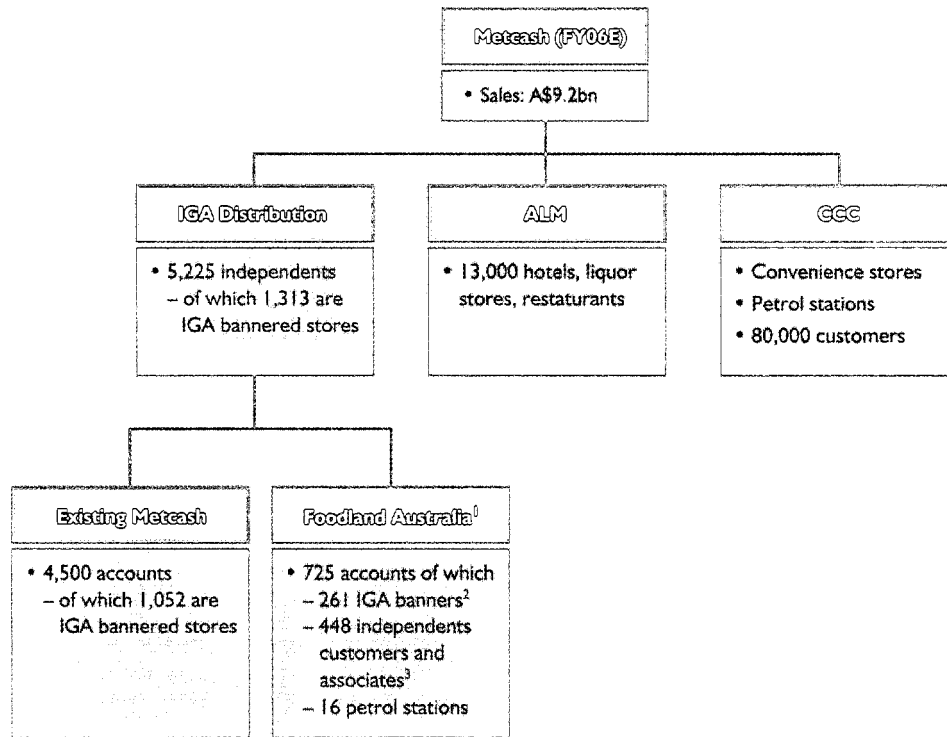 Metcash (FY06E)
• Sales: A$9.2bn
IGA Distribution
• 5,225 independents
– of which 1,313 are
IGA bannered stores
ALM
• 13,000 hotels, liquor
stores, restaturants
CCC
• Convenience stores
• Petrol stations
• 80,000 customers
Existing Metcash
• 4,500 accounts
– of which 1,052 are
IGA bannered stores
Foodland Australia¹
• 725 accounts of which
– 261 IGA banners²
– 448 independents
customers and
associates³
– 16 petrol stations